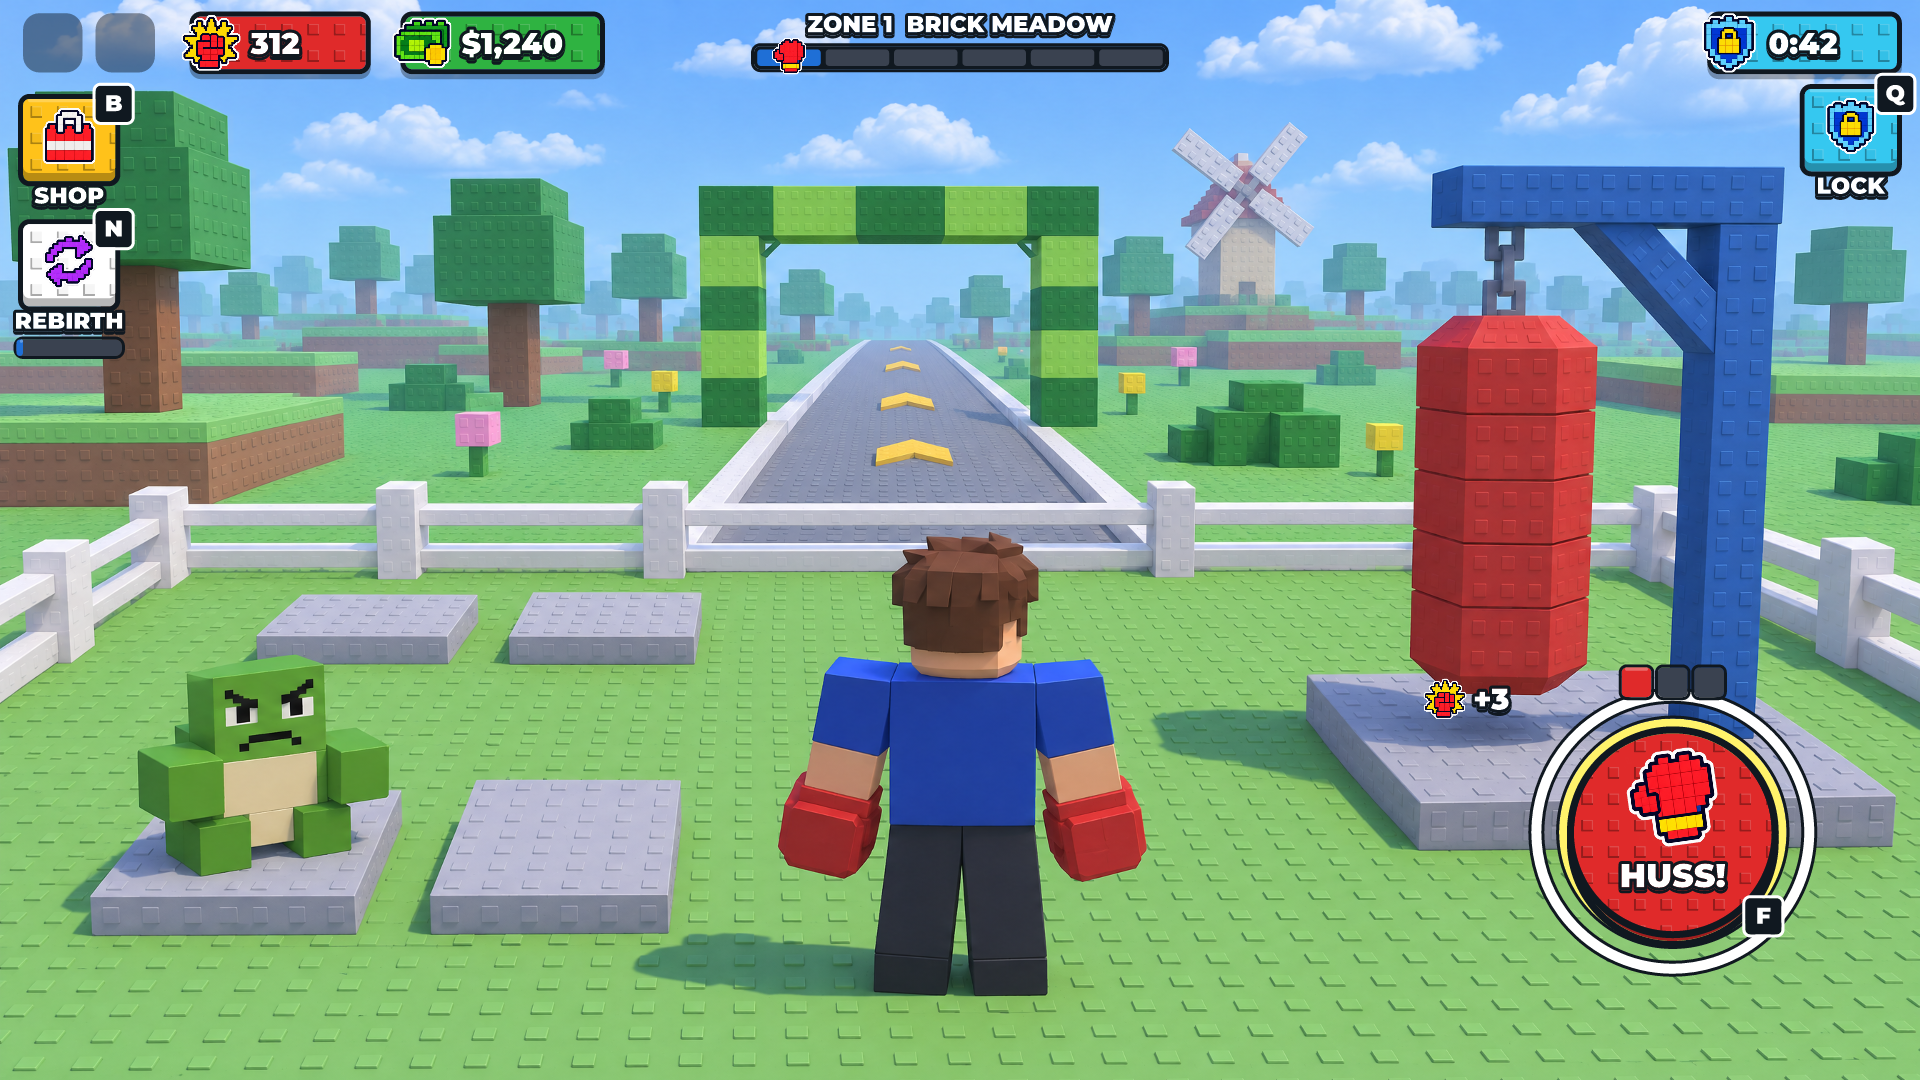 312
$1,240
ZONE 1 BRICK MEADOW
0:42
B
SHOP
N
REBIRTH
Q
LOCK
+3
HUSS!
F